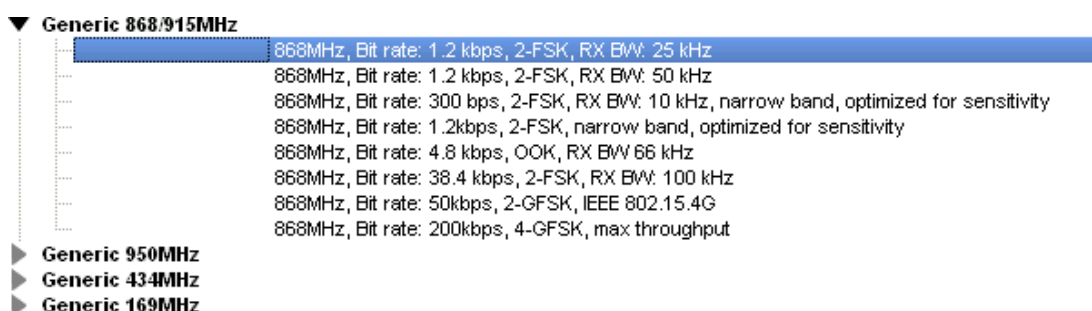 Generic 868/915MHz
868MHz, Bit rate: 1.2 kbps, 2-FSK, RX BW: 25 kHz
868MHz, Bit rate: 1.2 kbps, 2-FSK, RX BW: 50 kHz
868MHz, Bit rate: 300 bps, 2-FSK, RX BW: 10 kHz, narrow band, optimized for sensitivity
868MHz, Bit rate: 1.2kbps, 2-FSK, narrow band, optimized for sensitivity
868MHz, Bit rate: 4.8 kbps, OOK, RX BW 66 kHz
868MHz, Bit rate: 38.4 kbps, 2-FSK, RX BW: 100 kHz
868MHz, Bit rate: 50kbps, 2-GFSK, IEEE 802.15.4G
868MHz, Bit rate: 200kbps, 4-GFSK, max throughput
Generic 950MHz
Generic 434MHz
Generic 169MHz